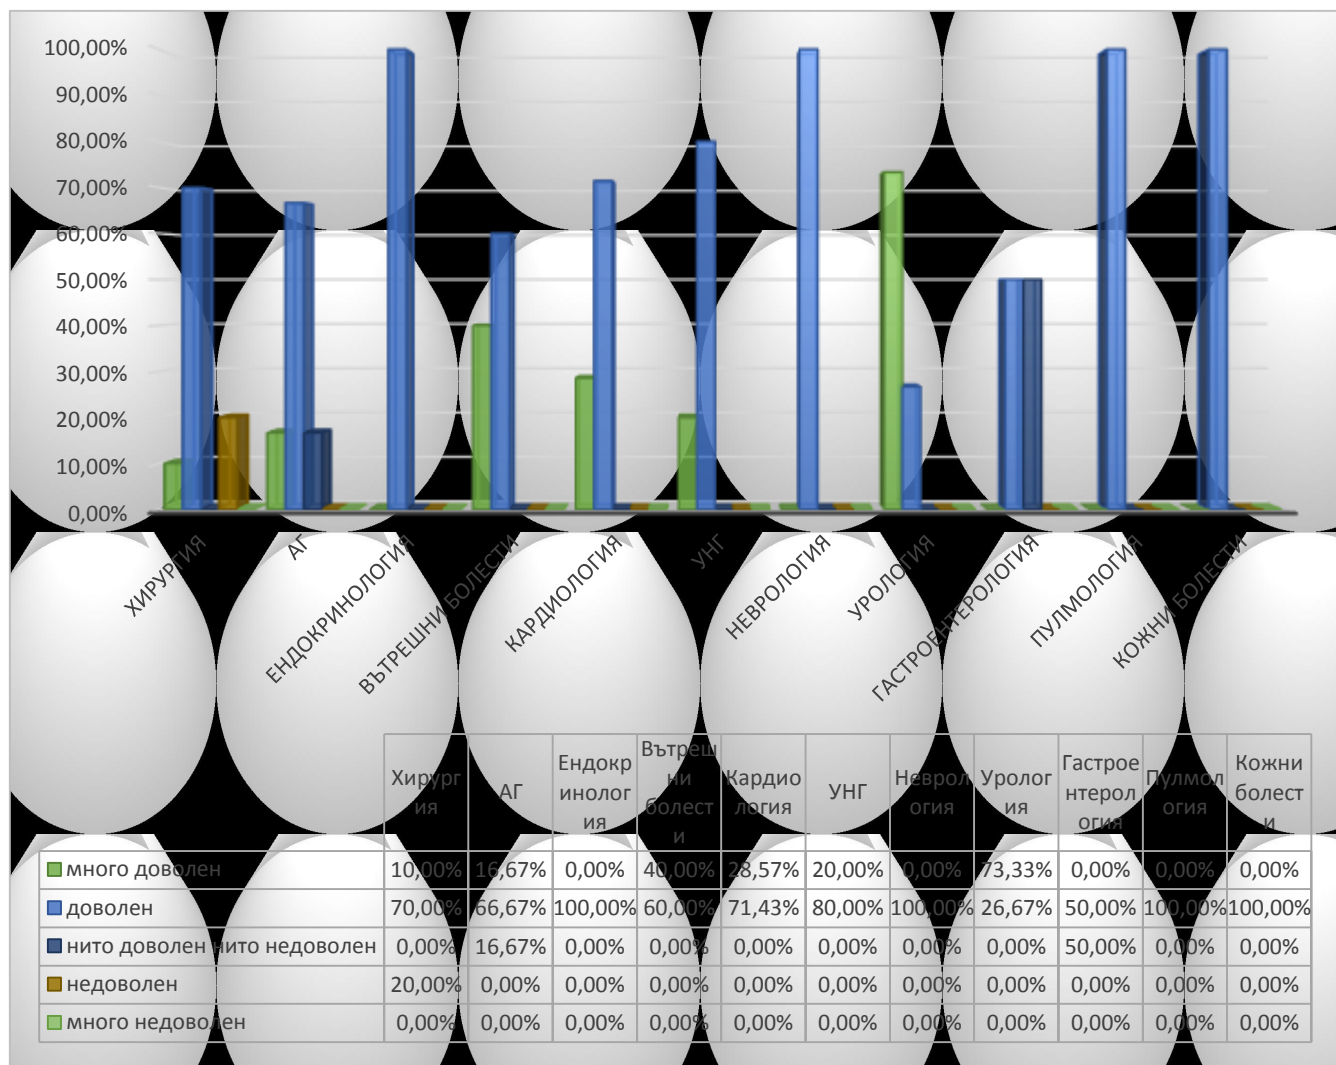 100,00%
90,00%
80,00%
70,00%
60,00%
50,00%
40,00%
30,00%
20,00%
10,00%
0,00%
ХИРУРГИЯ
АГ
ЕНДОКРИНОЛОГИЯ
ВЪТРЕШНИ БОЛЕСТИ
КАРДИОЛОГИЯ
УНГ
НЕВРОЛОГИЯ
УРОЛОГИЯ
ГАСТРОЕНТЕРОЛОГИЯ
ПУЛМОЛОГИЯ
КОЖНИ БОЛЕСТИ
Хирург
ия
АГ
Ендокр
инолог
ия
Вътреш
ни
болест
и
Кардио
логия
УНГ
Неврол
огия
Уролог
ия
Гастрое
нтерол
огия
Пулмол
огия
Кожни
болест
и
много доволен 10,00% 16,67% 0,00% 40,00% 28,57% 20,00% 0,00% 73,33% 0,00% 0,00% 0,00%
доволен 70,00% 66,67% 100,00% 60,00% 71,43% 80,00% 100,00% 26,67% 50,00% 100,00% 100,00%
нито доволен нито недоволен 0,00% 16,67% 0,00% 0,00% 0,00% 0,00% 0,00% 0,00% 50,00% 0,00% 0,00%
недоволен 20,00% 0,00% 0,00% 0,00% 0,00% 0,00% 0,00% 0,00% 0,00% 0,00% 0,00%
много недоволен 0,00% 0,00% 0,00% 0,00% 0,00% 0,00% 0,00% 0,00% 0,00% 0,00% 0,00%